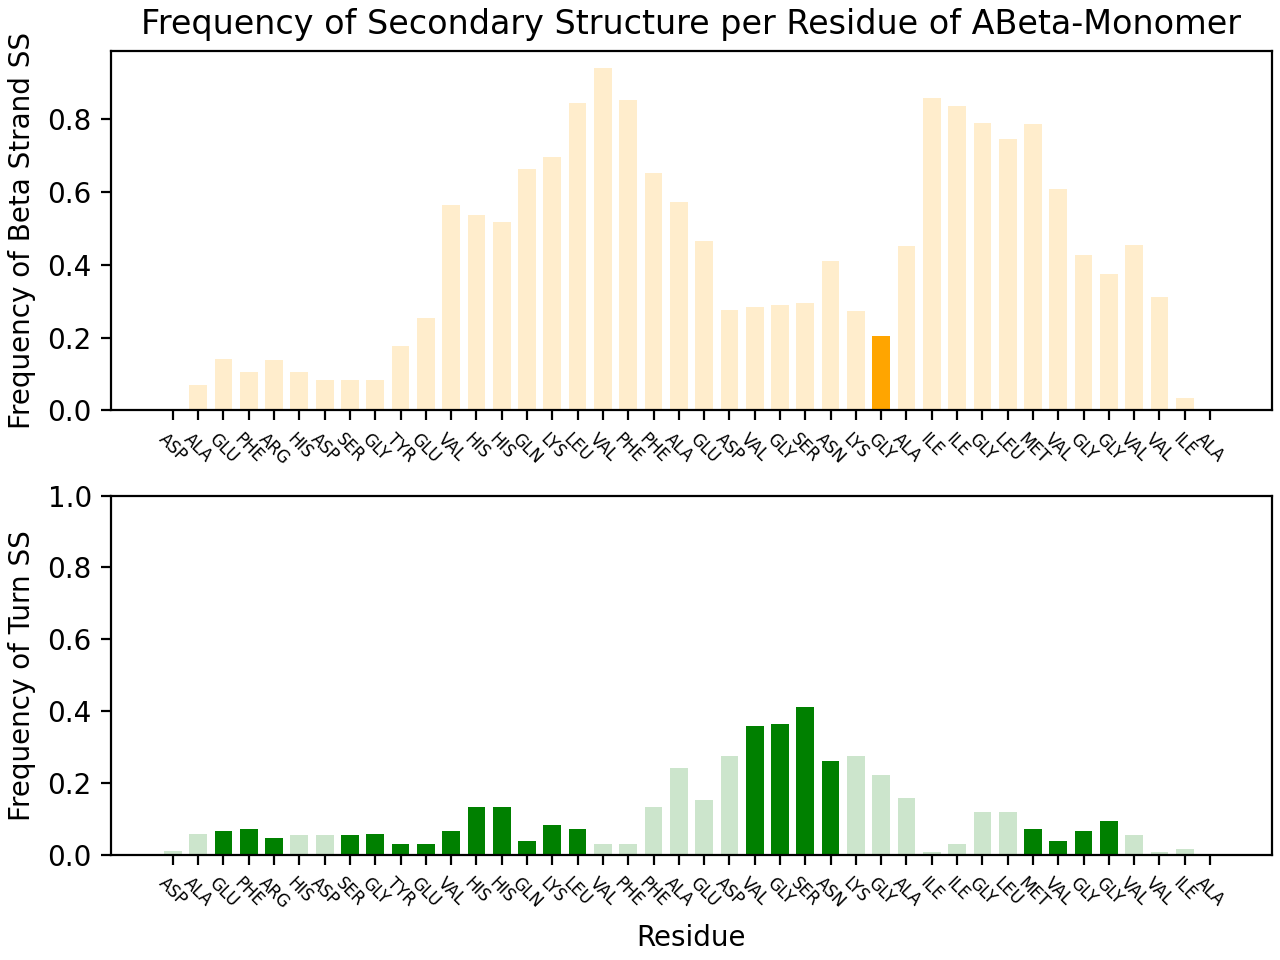 Frequency of Secondary Structure per Residue of ABeta-Monomer
Frequency of Beta Strand SS
0.8
0.6
0.4
0.2
0.0
ASP ALA GLU PHE ARG HIS ASP SER GLY TYR GLU VAL HIS HIS GLN LYS LEU VAL PHE PHE ALA GLU ASP VAL GLY SER ASN LYS GLY ALA ILE ILE GLY LEU MET VAL GLY GLY VAL VAL ILE ALA
Frequency of Turn SS
1.0
0.8
0.6
0.4
0.2
0.0
ASP ALA GLU PHE ARG HIS ASP SER GLY TYR GLU VAL HIS HIS GLN LYS LEU VAL PHE PHE ALA GLU ASP VAL GLY SER ASN LYS GLY ALA ILE ILE GLY LEU MET VAL GLY GLY VAL VAL ILE ALA
Residue